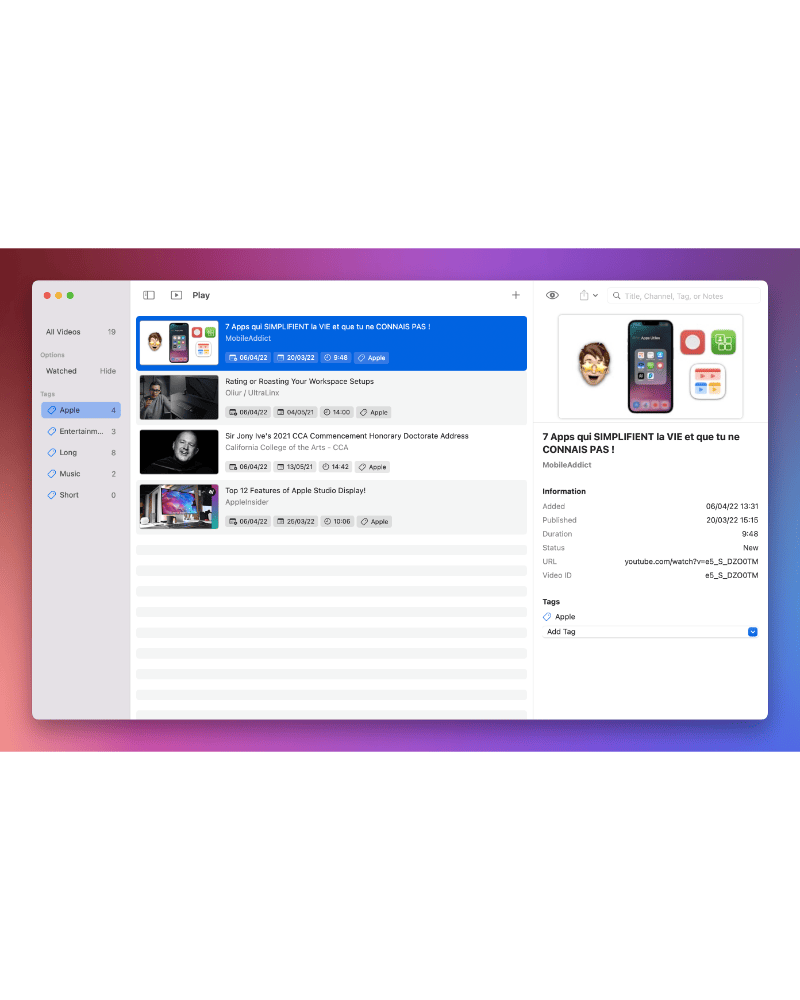 Play
Title, Channel, Tag, or Notes
All Videos 19
Options
Watched Hide
Tags
Apple 4
Entertainm... 3
Long 8
Music 2
Short 0
7 Apps qui SIMPLIFIENT la VIE et que tu ne CONNAIS PAS !
MobileAddict
06/04/22 20/03/22 9:48 Apple
Rating or Roasting Your Workspace Setups
Oliur / UltraLinx
06/04/22 04/05/21 14:00 Apple
Sir Jony Ive's 2021 CCA Commencement Honorary Doctorate Address
California College of the Arts - CCA
06/04/22 13/05/21 14:42 Apple
Top 12 Features of Apple Studio Display!
AppleInsider
06/04/22 25/03/22 10:06 Apple
7 Apps qui SIMPLIFIENT la VIE et que tu ne
CONNAIS PAS !
MobileAddict
Information
Added 06/04/22 13:31
Published 20/03/22 15:15
Duration 9:48
Status New
URL youtube.com/watch?v=e5_S_DZO0TM
Video ID e5_S_DZO0TM
Tags
Apple
Add Tag